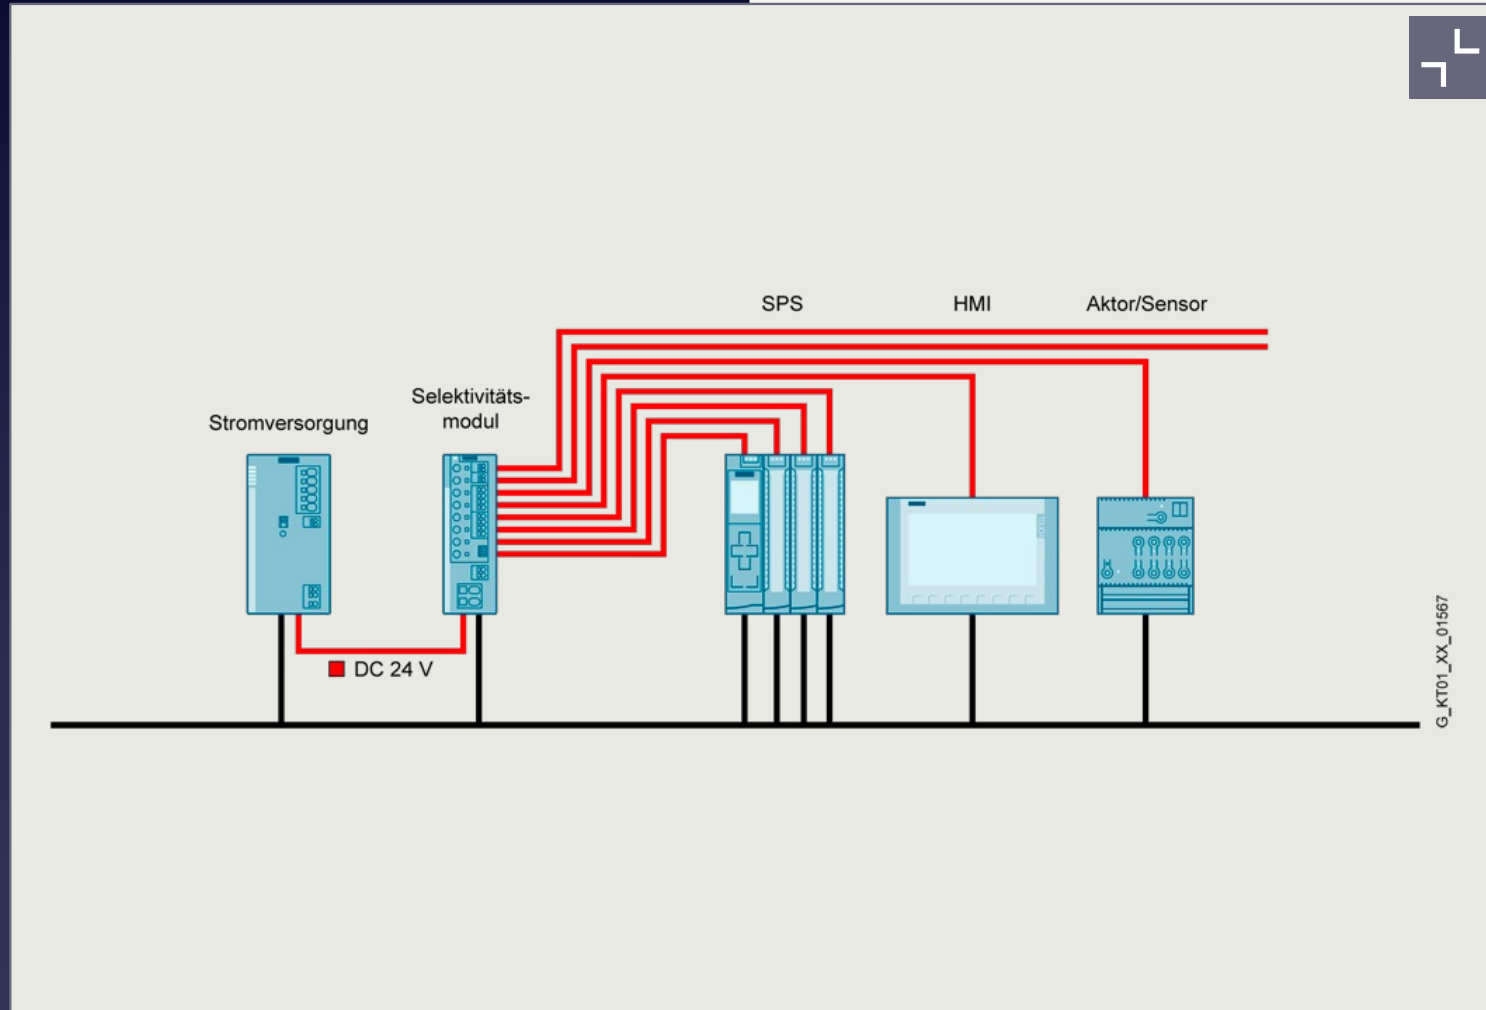 SPS
HMI
Aktor/Sensor
Selektivitäts-
modul
Stromversorgung
DC 24 V
G_KT01_XX_01567